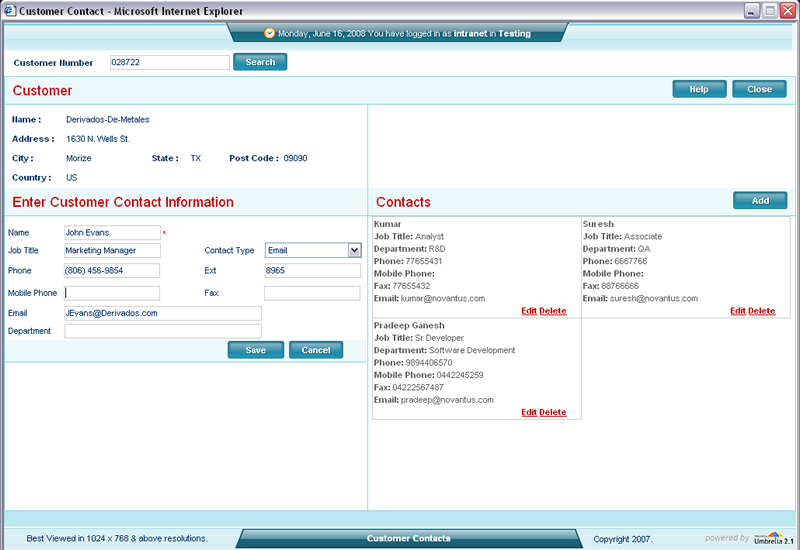 Customer Contact - Microsoft Internet Explorer
Monday, June 16, 2008 You have logged in as intranet in Testing
Customer Number 028722 Search
Customer Help Close
Name : Derivados-De-Metales
Address : 1630 N. Wells St.
City : Morize State : TX Post Code : 09090
Country : US
Enter Customer Contact Information
Name John Evans *
Job Title Marketing Manager Contact Type Email
Phone (806) 456-9854 Ext 8965
Mobile Phone Fax
Email JEvans@Derivados.com
Department
Save Cancel
Contacts Add
Kumar
Job Title: Analyst
Department: R&D
Phone: 77655431
Mobile Phone:
Fax: 77655432
Email: kumar@novantus.com
Edit Delete
Suresh
Job Title: Associate
Department: QA
Phone: 6667766
Mobile Phone:
Fax: 88766666
Email: suresh@novantus.com
Edit Delete
Pradeep Ganesh
Job Title: Sr Developer
Department: Software Development
Phone: 9894406570
Mobile Phone: 0442245259
Fax: 04222567487
Email: pradeep@novantus.com
Edit Delete
Best Viewed in 1024 x 768 & above resolutions. Customer Contacts Copyright 2007. powered by Umbrella 2.1